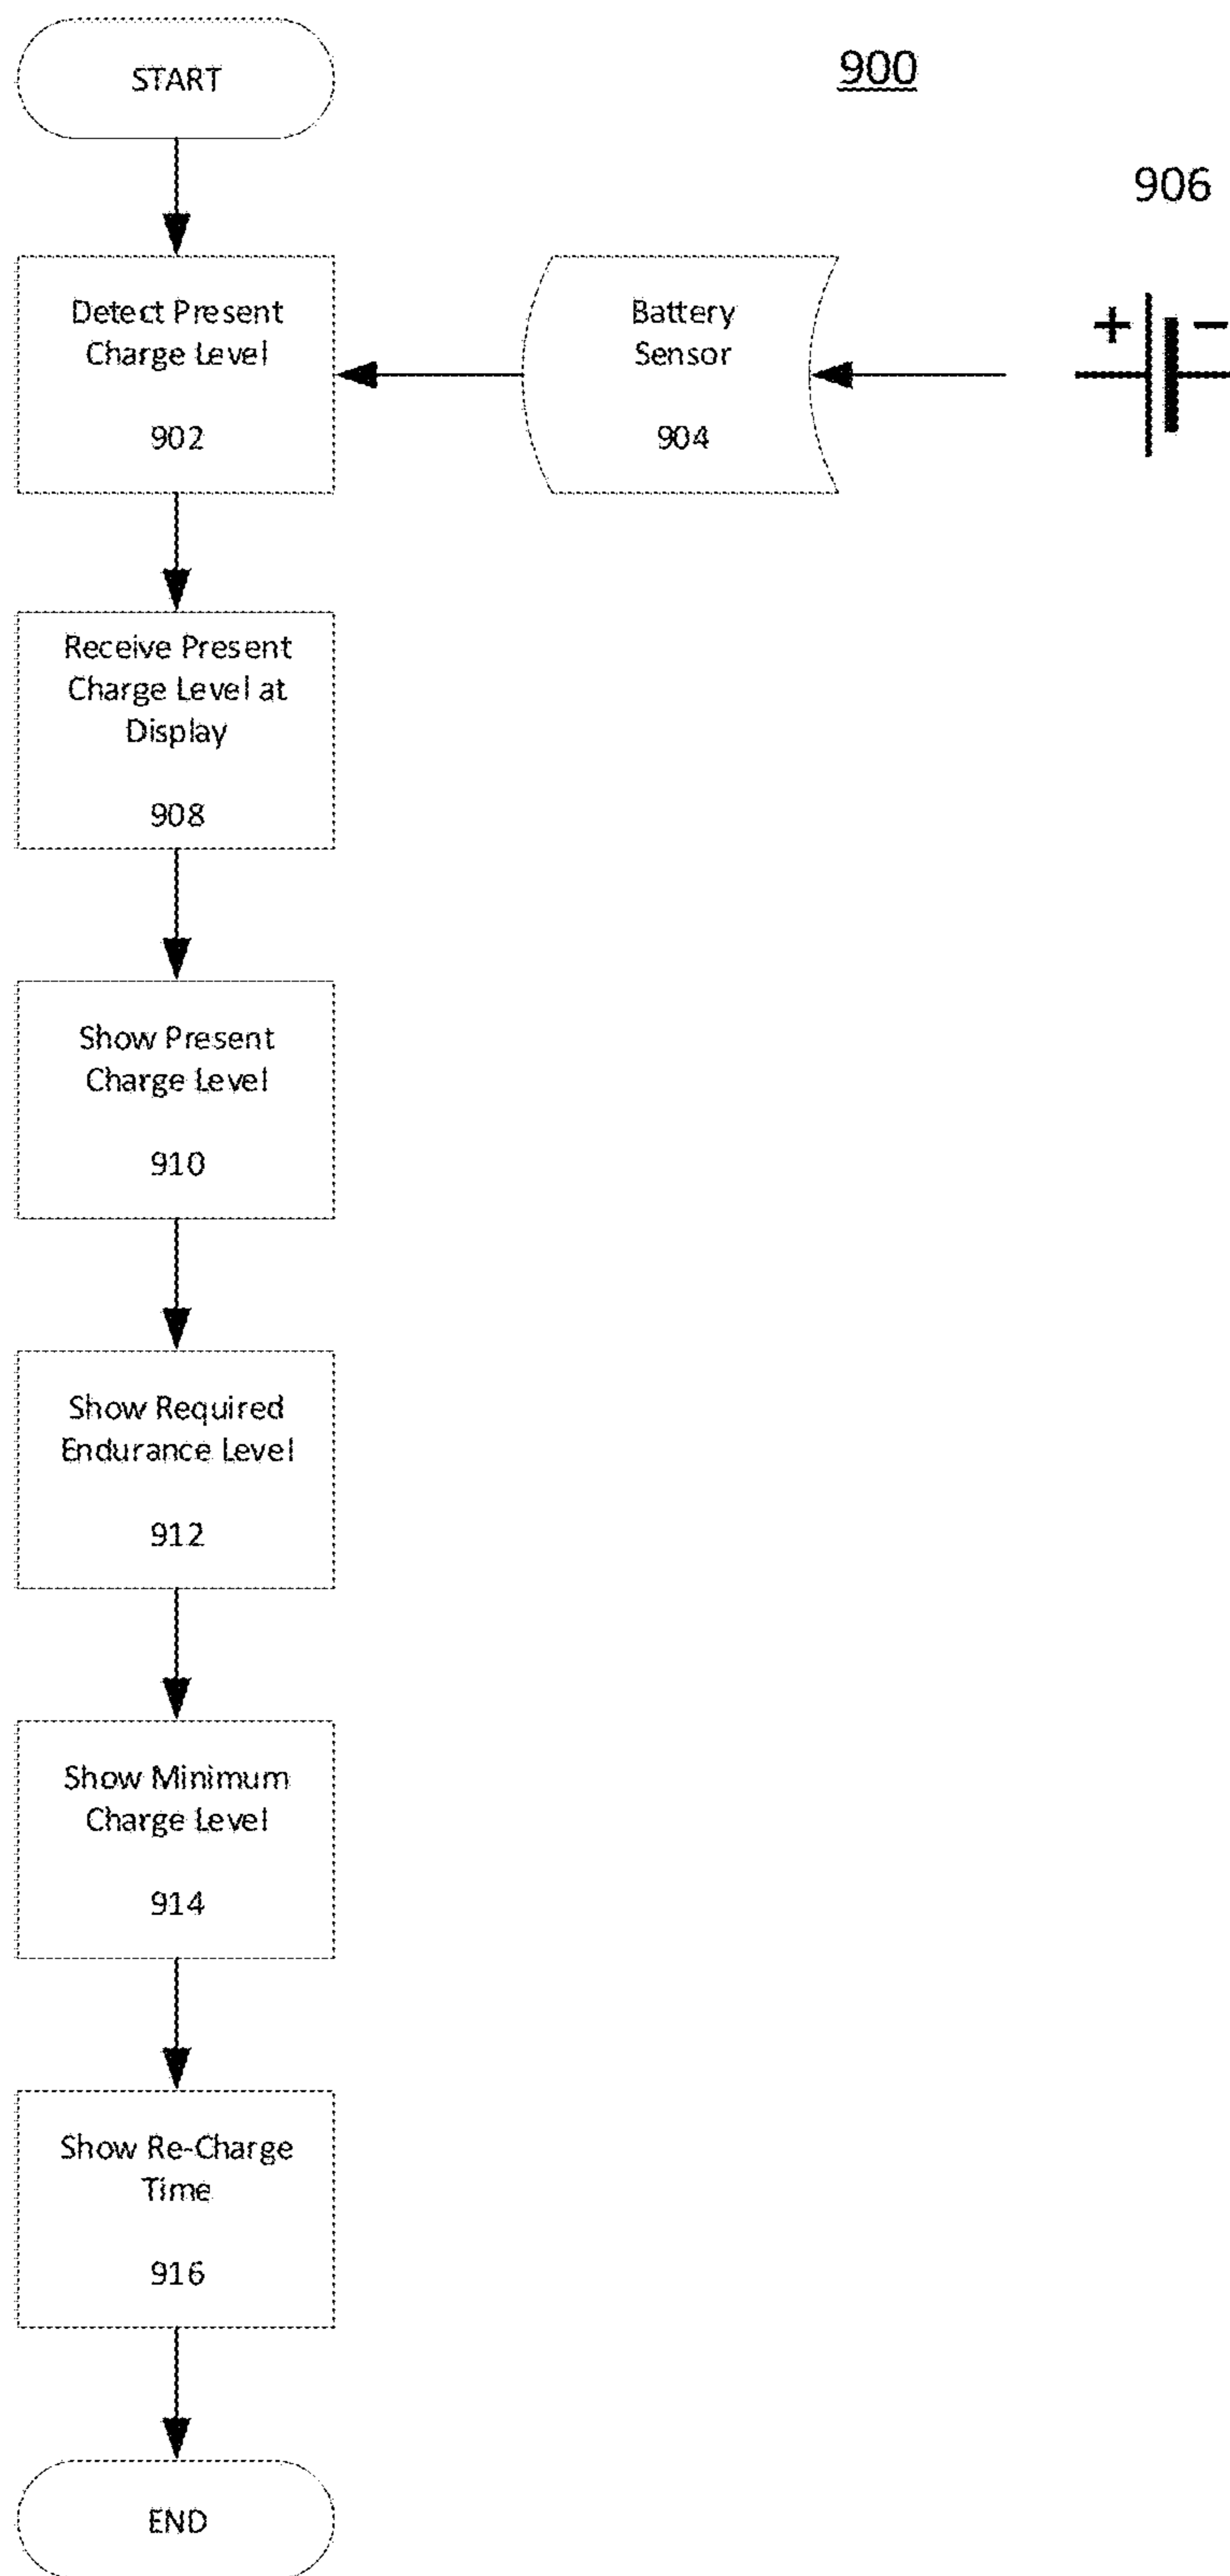 START
900
906
Detect Present
Charge Level
902
Battery
Sensor
904
+ −
Receive Present
Charge Level at
Display
908
Show Present
Charge Level
910
Show Required
Endurance Level
912
Show Minimum
Charge Level
914
Show Re-Charge
Time
916
END